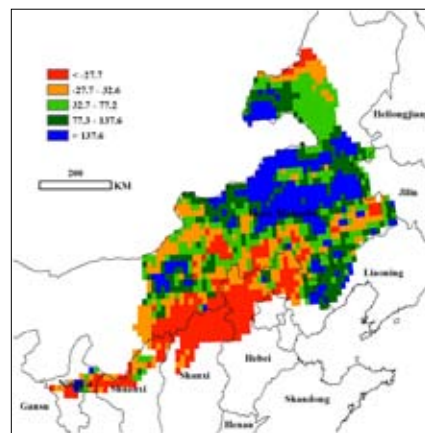 < -27.7
-27.7 - 32.6
32.7 - 77.2
77.3 - 137.6
> 137.6
200
KM
Heilongjiang
Jilin
Liaoning
Hebei
Shanxi
Shaanxi
Gansu
Shandong
Henan